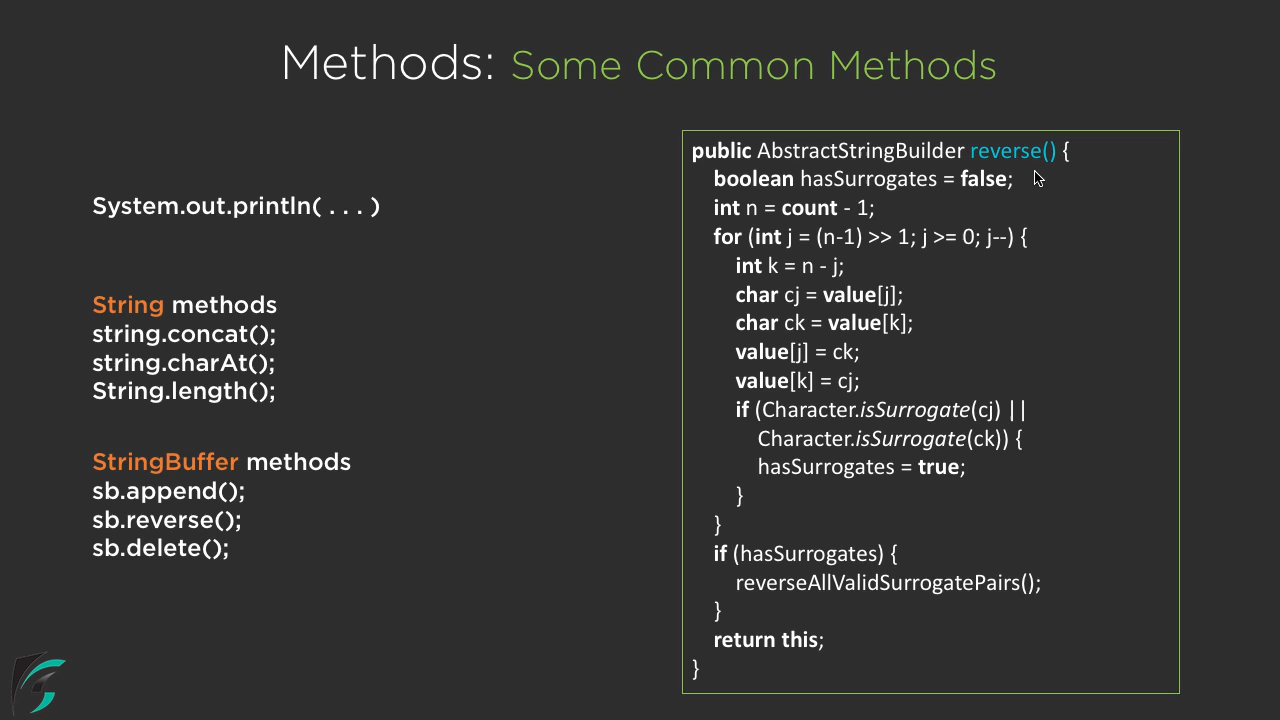 Methods: Some Common Methods
System.out.println( . . . )
String methods
string.concat();
string.charAt();
String.length();
StringBuffer methods
sb.append();
sb.reverse();
sb.delete();
public AbstractStringBuilder reverse() {
boolean hasSurrogates = false;
int n = count - 1;
for (int j = (n-1) >> 1; j >= 0; j--) {
int k = n - j;
char cj = value[j];
char ck = value[k];
value[j] = ck;
value[k] = cj;
if (Character.isSurrogate(cj) ||
Character.isSurrogate(ck)) {
hasSurrogates = true;
}
}
if (hasSurrogates) {
reverseAllValidSurrogatePairs();
}
return this;
}